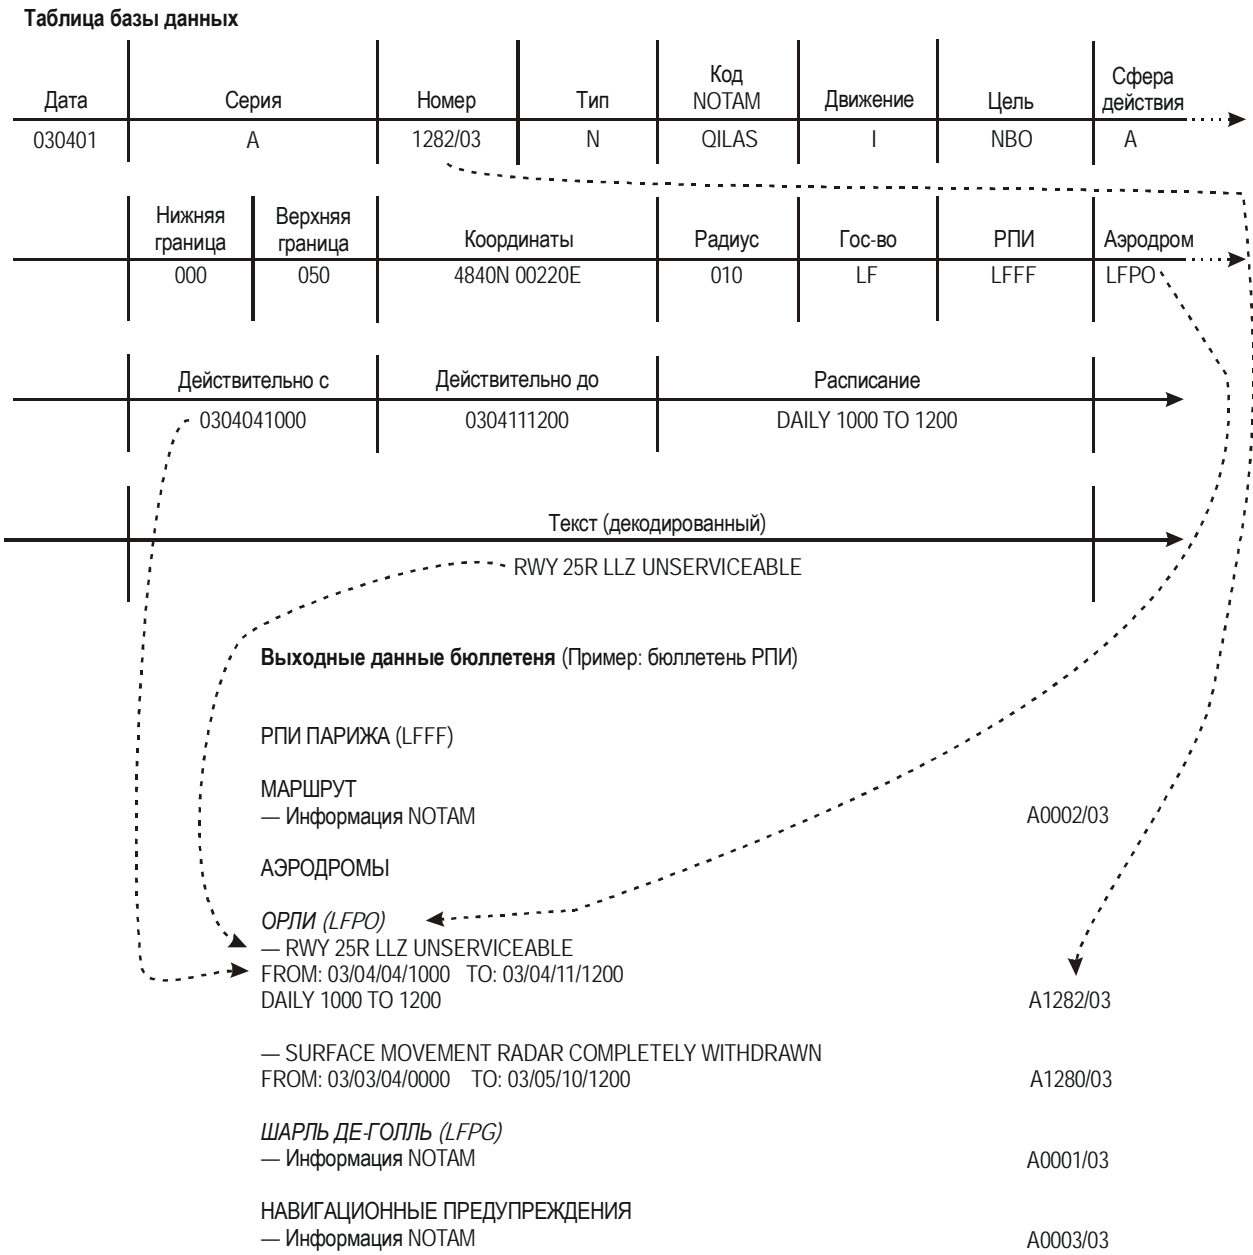 Таблица базы данных
Дата Серия Номер Тип Код NOTAM Движение Цель Сфера действия
030401 A 1282/03 N QILAS I NBO A
Нижняя граница Верхняя граница Координаты Радиус Гос-во РПИ Аэродром
000 050 4840N 00220E 010 LF LFFF LFPO
Действительно с Действительно до Расписание
0304041000 0304111200 DAILY 1000 TO 1200
Текст (декодированный)
RWY 25R LLZ UNSERVICEABLE
Выходные данные бюллетеня (Пример: бюллетень РПИ)
РПИ ПАРИЖА (LFFF)
МАРШРУТ
— Информация NOTAM A0002/03
АЭРОДРОМЫ
ОРЛИ (LFPO)
— RWY 25R LLZ UNSERVICEABLE
FROM: 03/04/04/1000 TO: 03/04/11/1200
DAILY 1000 TO 1200 A1282/03
— SURFACE MOVEMENT RADAR COMPLETELY WITHDRAWN
FROM: 03/03/04/0000 TO: 03/05/10/1200 A1280/03
ШАРЛЬ ДЕ-ГОЛЛЬ (LFPG)
— Информация NOTAM A0001/03
НАВИГАЦИОННЫЕ ПРЕДУПРЕЖДЕНИЯ
— Информация NOTAM A0003/03